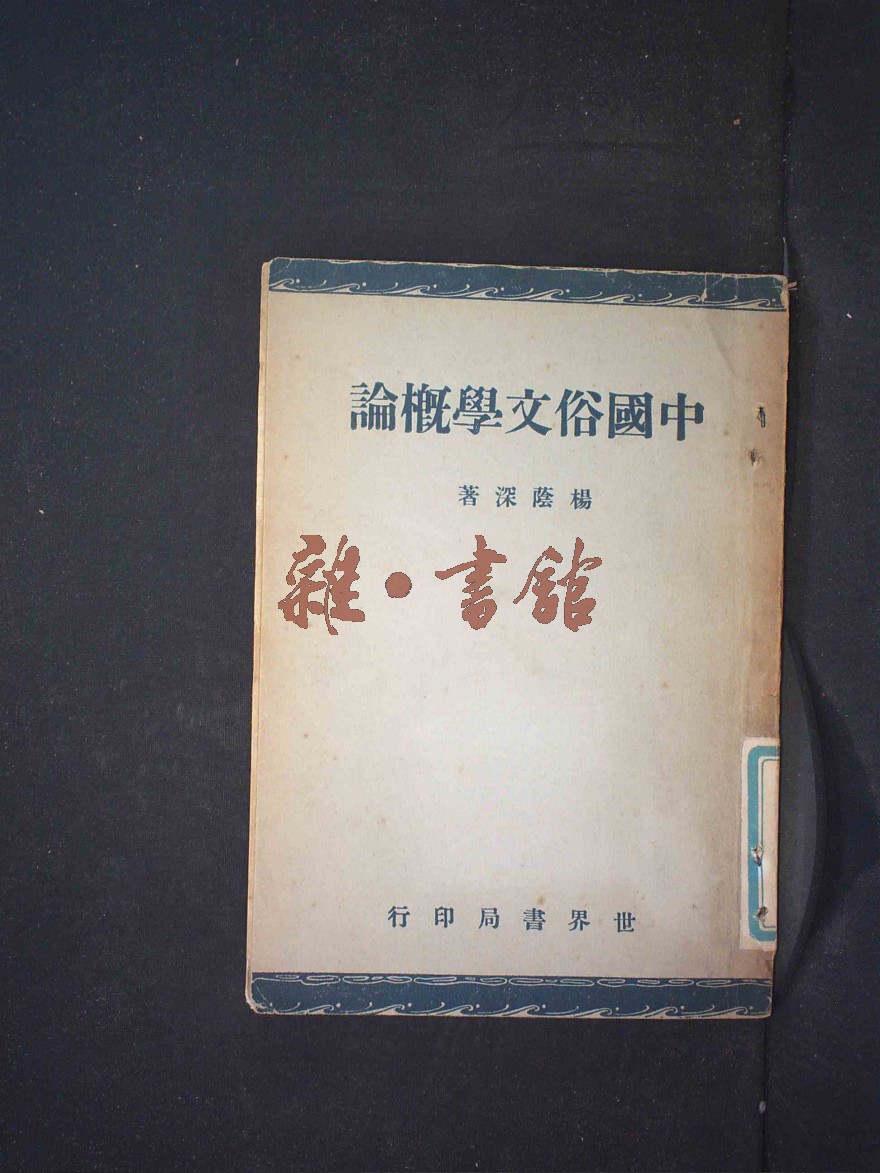 中國俗文學概論
楊蔭深著
雜·書館
世界書局印行